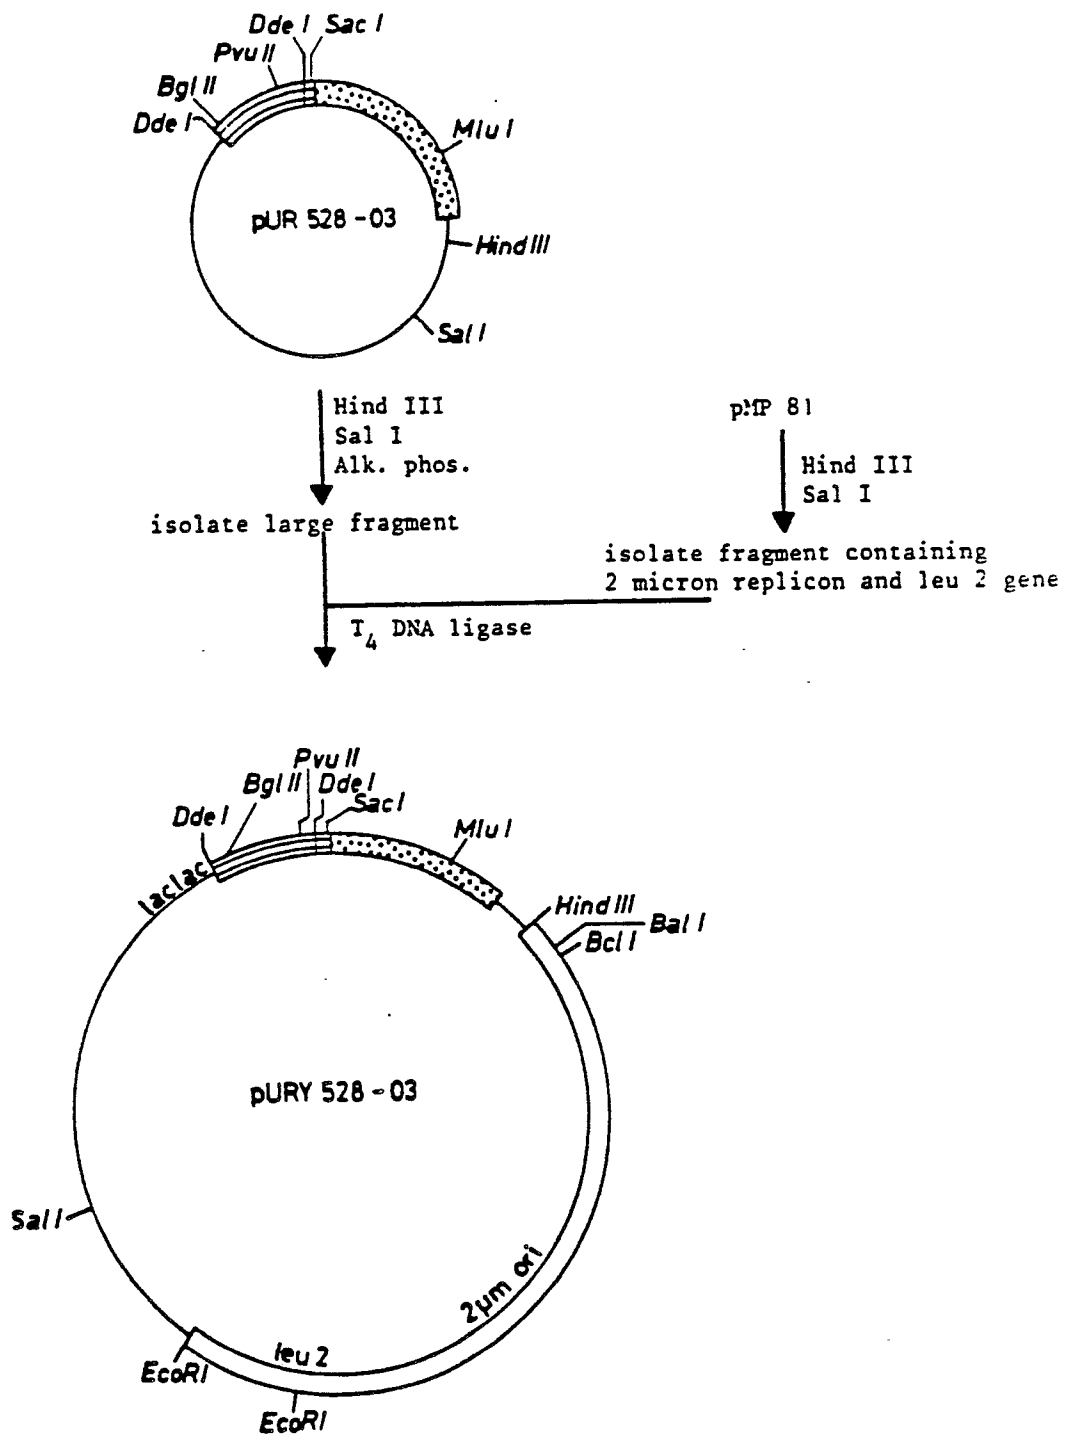 Dde I Sac I
Pvu II
Bgl II
Dde I
Mlu I
pUR 528-03
Hind III
Sal I
Hind III
Sal I
Alk. phos.
pMP 81
Hind III
Sal I
isolate large fragment
isolate fragment containing
2 micron replicon and leu 2 gene
T4 DNA ligase
Pvu II
Bgl II Dde I
Dde I Sac I
Mlu I
laclac
Hind III
Bal I
Bcl I
pURY 528-03
Sal I
2µm ori
leu 2
EcoRI
EcoRI